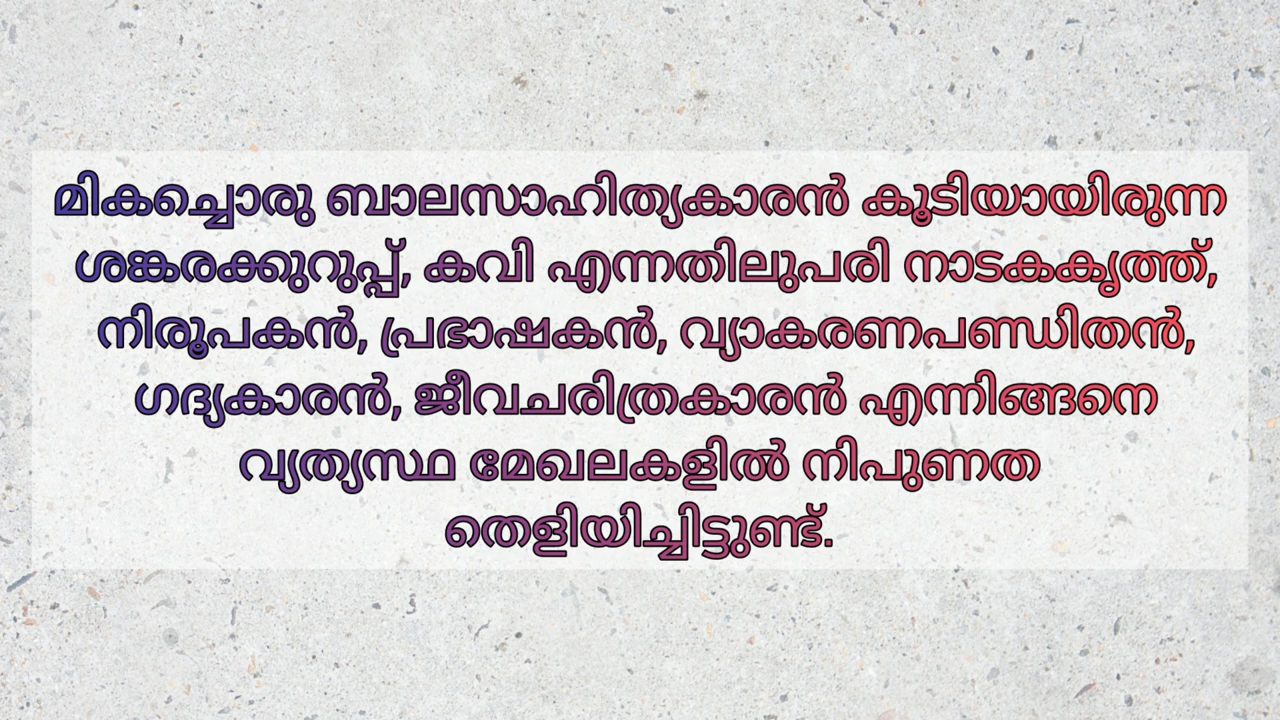 മികച്ചൊരു ബാലസാഹിത്യകാരൻ കൂടിയായിരുന്ന
ശങ്കരക്കുറുപ്പ്, കവി എന്നതിലുപരി നാടകകൃത്ത്,
നിരൂപകൻ, പ്രഭാഷകൻ, വ്യാകരണപണ്ഡിതൻ,
ഗദ്യകാരൻ, ജീവചരിത്രകാരൻ എന്നിങ്ങനെ
വ്യത്യസ്ഥ മേഖലകളിൽ നിപുണത
തെളിയിച്ചിട്ടുണ്ട്.